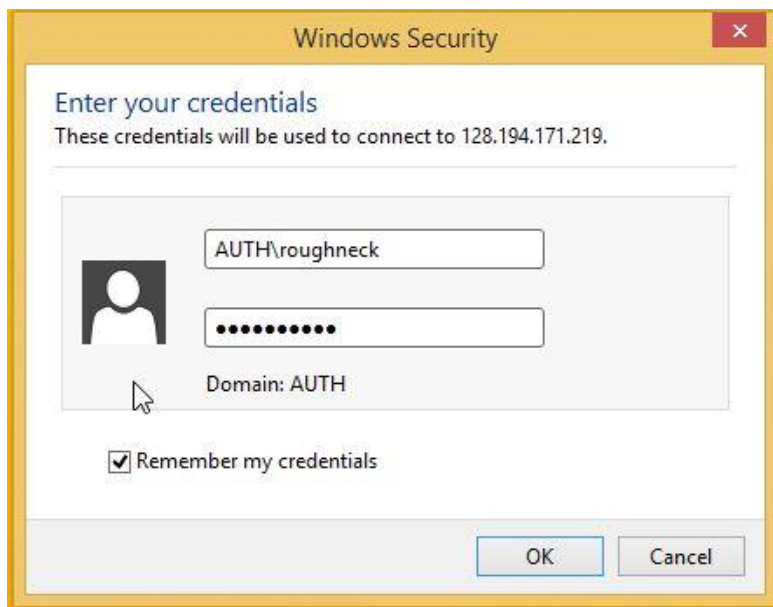 Windows Security
Enter your credentials
These credentials will be used to connect to 128.194.171.219.
AUTH\roughneck
●●●●●●●●●●
Domain: AUTH
Remember my credentials
OK
Cancel